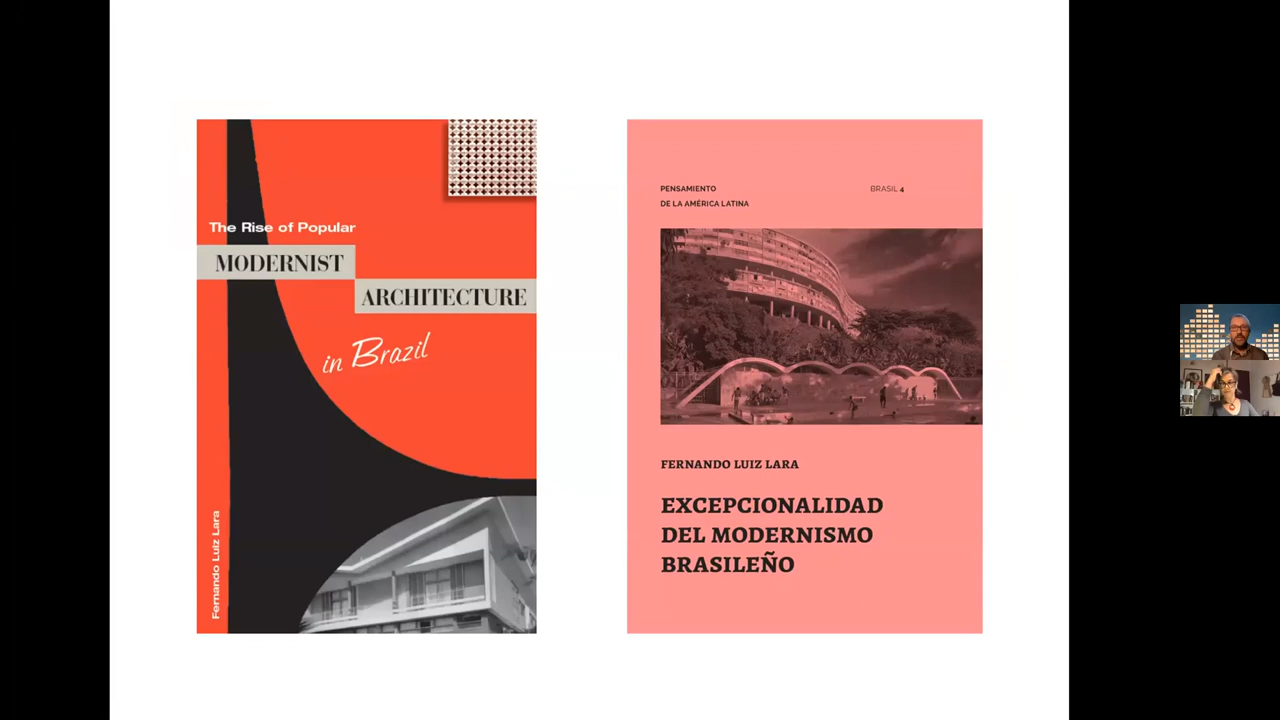 The Rise of Popular
MODERNIST
ARCHITECTURE
in Brazil
Fernando Luiz Lara
PENSAMIENTO
DE LA AMÉRICA LATINA
BRASIL 4
FERNANDO LUIZ LARA
EXCEPCIONALIDAD
DEL MODERNISMO
BRASILEÑO